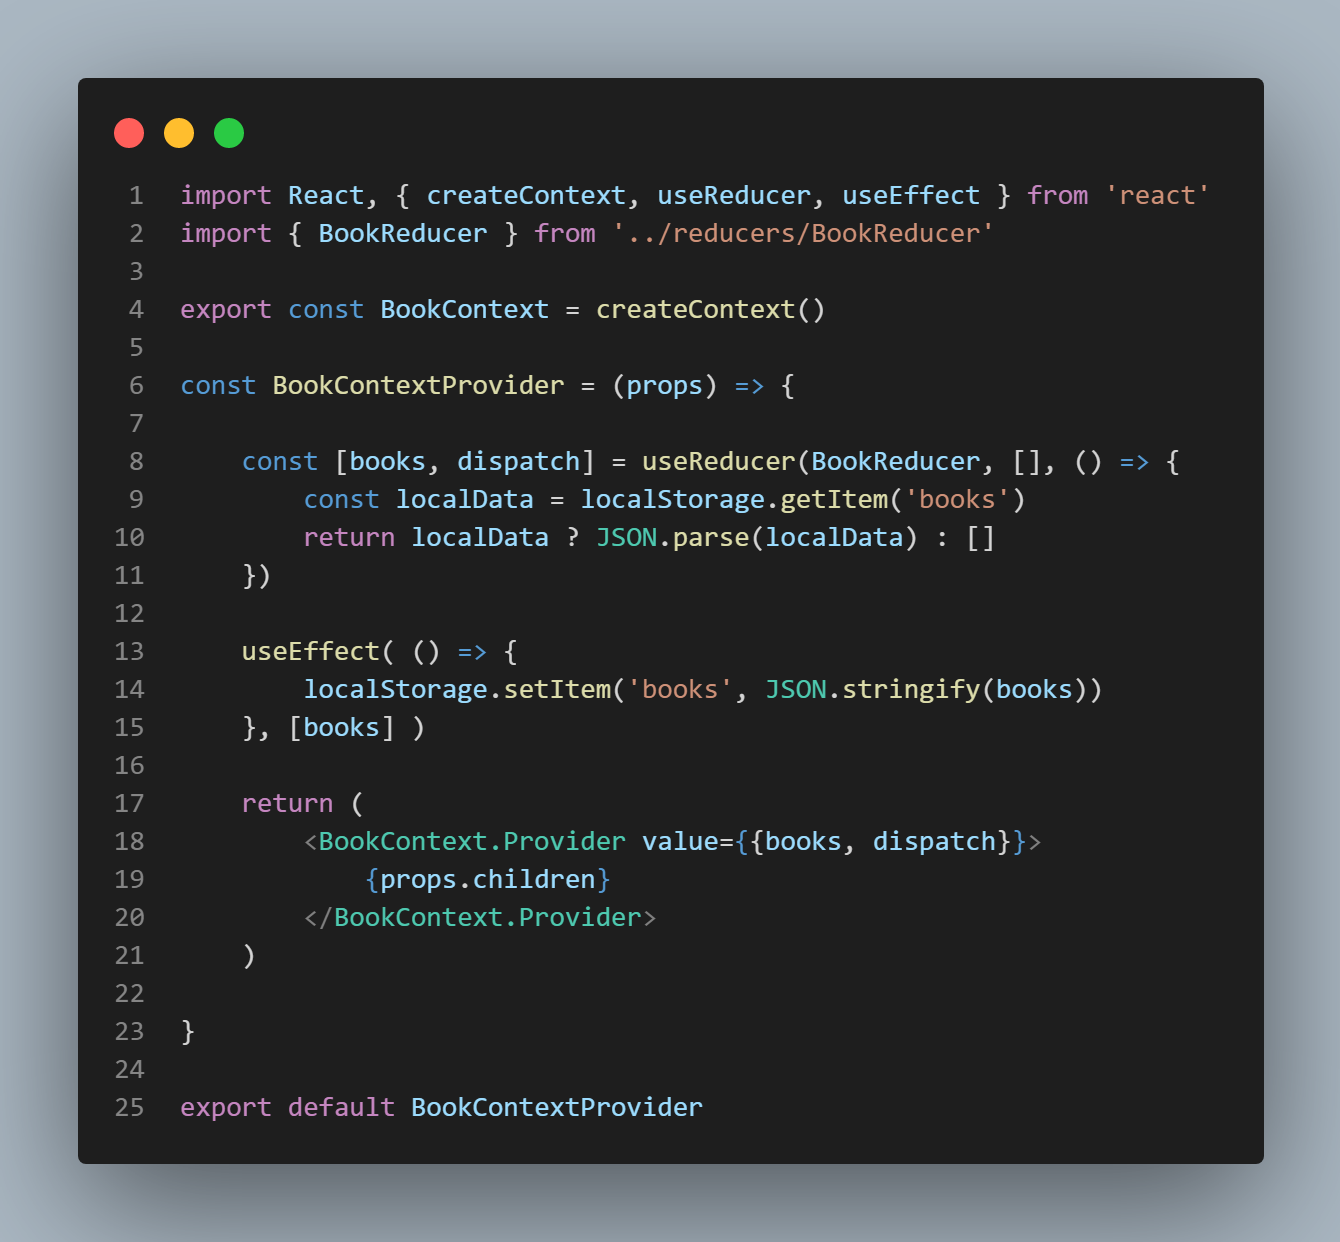 1 import React, { createContext, useReducer, useEffect } from 'react'
2 import { BookReducer } from '../reducers/BookReducer'
3
4 export const BookContext = createContext()
5
6 const BookContextProvider = (props) => {
7
8     const [books, dispatch] = useReducer(BookReducer, [], () => {
9         const localData = localStorage.getItem('books')
10         return localData ? JSON.parse(localData) : []
11     })
12
13     useEffect( () => {
14         localStorage.setItem('books', JSON.stringify(books))
15     }, [books] )
16
17     return (
18         <BookContext.Provider value={{books, dispatch}}>
19             {props.children}
20         </BookContext.Provider>
21     )
22
23 }
24
25 export default BookContextProvider